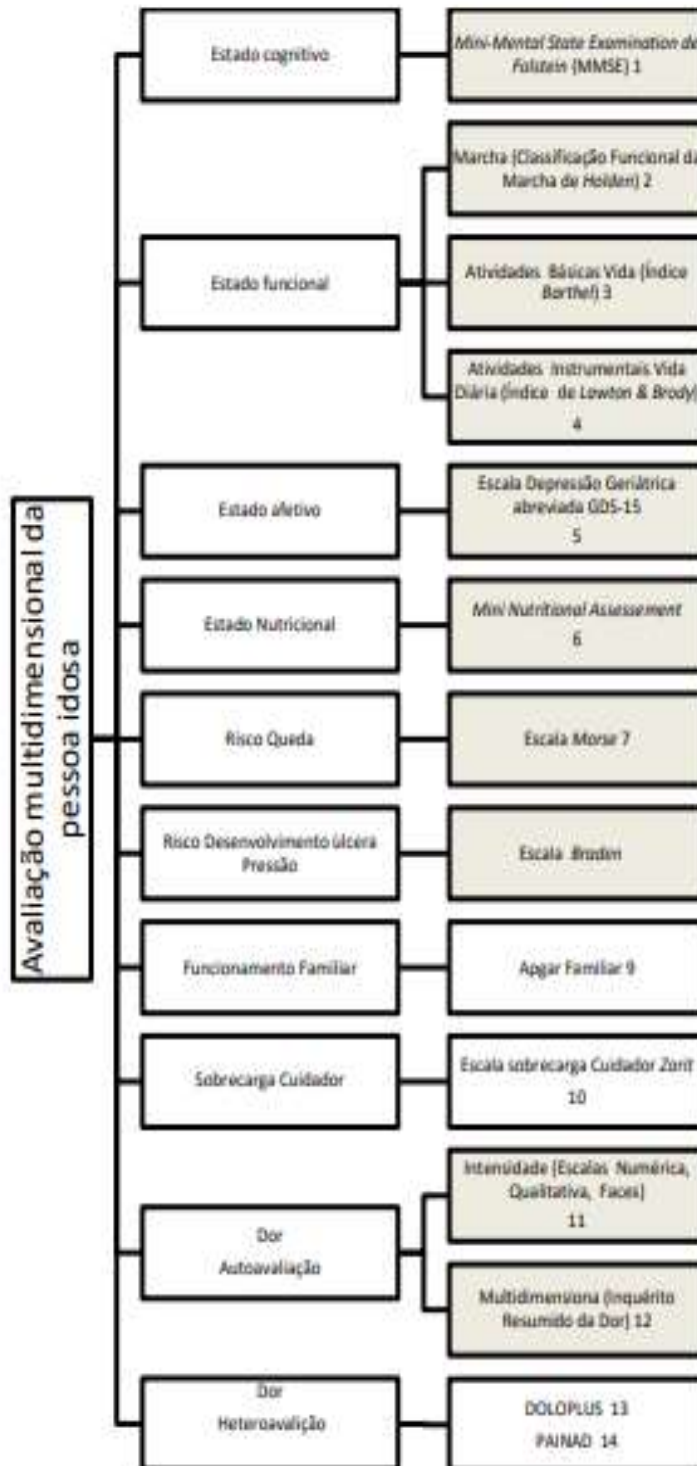 Avaliação multidimensional da
pessoa idosa
Estado cognitivo
Mini-Mental State Examination de
Folstein (MMSE) 1
Estado funcional
Marcha (Classificação Funcional da
Marcha de Holden) 2
Atividades Básicas Vida (Índice
Barthel) 3
Atividades Instrumentais Vida
Diária (Índice de Lawton & Brody)
4
Estado afetivo
Escala Depressão Geriátrica
abreviada GDS-15
5
Estado Nutricional
Mini Nutritional Assessement
6
Risco Queda
Escala Morse 7
Risco Desenvolvimento úlcera
Pressão
Escala Braden
Funcionamento Familiar
Apgar Familiar 9
Sobrecarga Cuidador
Escala sobrecarga Cuidador Zarit
10
Dor
Autoavaliação
Intensidade (Escalas Numérica,
Qualitativa, Faces)
11
Multidimensiona (Inquérito
Resumido da Dor) 12
Dor
Heteroavalição
DOLOPLUS 13
PAINAD 14